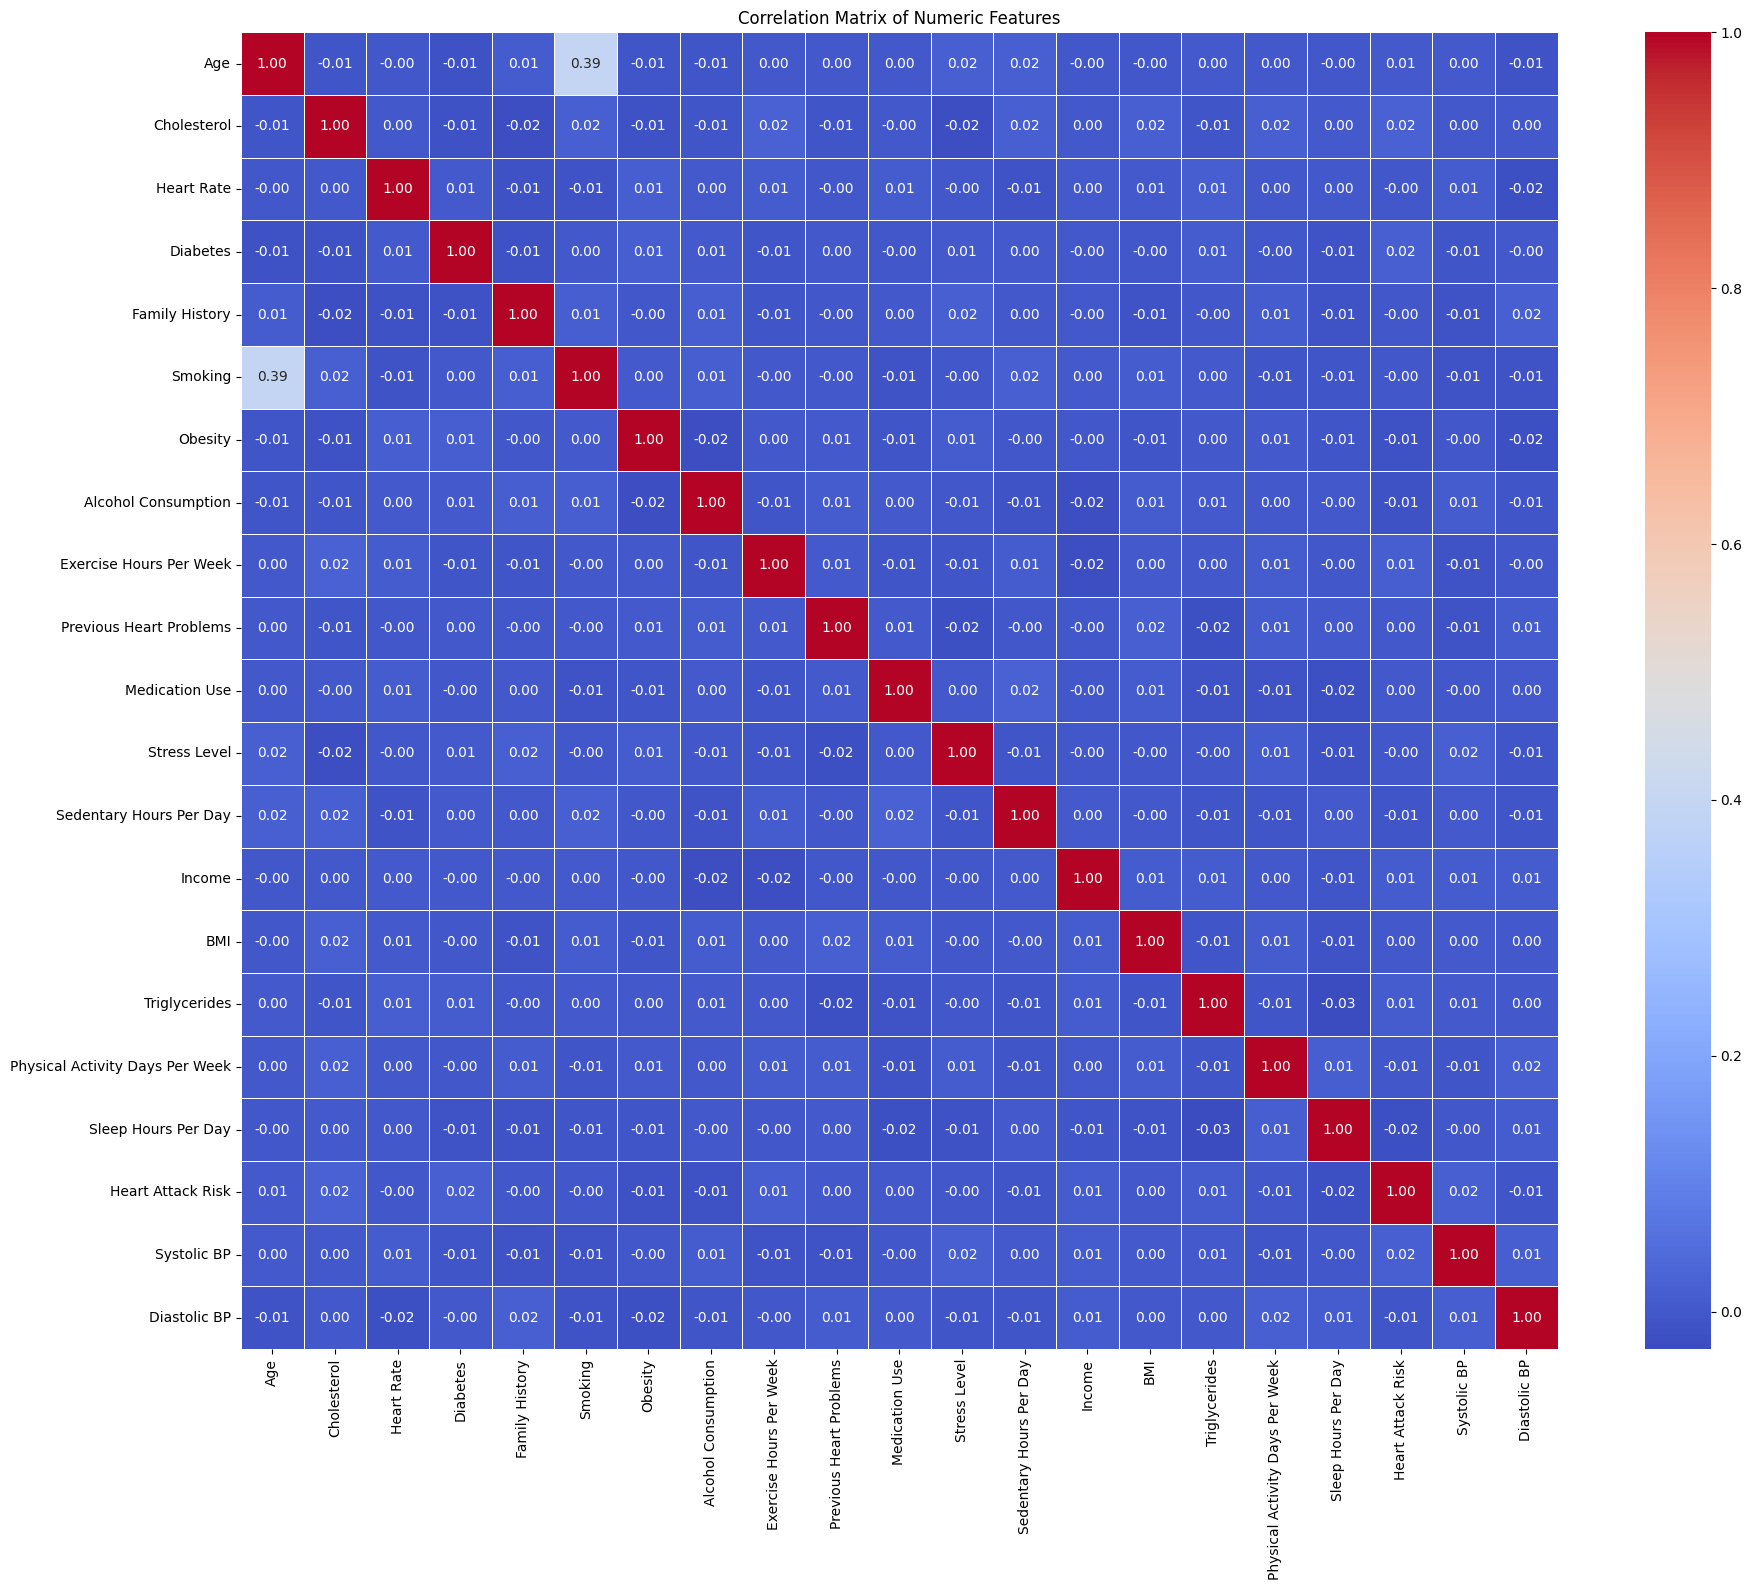 Correlation Matrix of Numeric Features
Age 1.00 -0.01 -0.00 -0.01 0.01 0.39 -0.01 -0.01 0.00 0.00 0.00 0.02 0.02 -0.00 -0.00 0.00 0.00 -0.00 0.01 0.00 -0.01
Cholesterol -0.01 1.00 0.00 -0.01 -0.02 0.02 -0.01 -0.01 0.02 -0.01 -0.00 -0.02 0.02 0.00 0.02 -0.01 0.02 0.00 0.02 0.00 0.00
Heart Rate -0.00 0.00 1.00 0.01 -0.01 -0.01 0.01 0.00 0.01 -0.00 0.01 -0.00 -0.01 0.00 0.01 0.01 0.00 0.00 -0.00 0.01 -0.02
Diabetes -0.01 -0.01 0.01 1.00 -0.01 0.00 0.01 0.01 -0.01 0.00 -0.00 0.01 0.00 -0.00 -0.00 0.01 -0.00 -0.01 0.02 -0.01 -0.00
Family History 0.01 -0.02 -0.01 -0.01 1.00 0.01 -0.00 0.01 -0.01 -0.00 0.00 0.02 0.00 -0.00 -0.01 -0.00 0.01 -0.01 -0.00 -0.01 0.02
Smoking 0.39 0.02 -0.01 0.00 0.01 1.00 0.00 0.01 -0.00 -0.00 -0.01 -0.00 0.02 0.00 0.01 0.00 -0.01 -0.01 -0.00 -0.01 -0.01
Obesity -0.01 -0.01 0.01 0.01 -0.00 0.00 1.00 -0.02 0.00 0.01 -0.01 0.01 -0.00 -0.00 -0.01 0.00 0.01 -0.01 -0.01 -0.00 -0.02
Alcohol Consumption -0.01 -0.01 0.00 0.01 0.01 0.01 -0.02 1.00 -0.01 0.01 0.00 -0.01 -0.01 -0.02 0.01 0.01 0.00 -0.00 -0.01 0.01 -0.01
Exercise Hours Per Week 0.00 0.02 0.01 -0.01 -0.01 -0.00 0.00 -0.01 1.00 0.01 -0.01 -0.01 0.01 -0.02 0.00 0.00 0.01 -0.00 0.01 -0.01 -0.00
Previous Heart Problems 0.00 -0.01 -0.00 0.00 -0.00 -0.00 0.01 0.01 0.01 1.00 0.01 -0.02 -0.00 -0.00 0.02 -0.02 0.01 0.00 0.00 -0.01 0.01
Medication Use 0.00 -0.00 0.01 -0.00 0.00 -0.01 -0.01 0.00 -0.01 0.01 1.00 0.00 0.02 -0.00 0.01 -0.01 -0.01 -0.02 0.00 -0.00 0.00
Stress Level 0.02 -0.02 -0.00 0.01 0.02 -0.00 0.01 -0.01 -0.01 -0.02 0.00 1.00 -0.01 -0.00 -0.00 -0.00 0.01 -0.01 -0.00 0.02 -0.01
Sedentary Hours Per Day 0.02 0.02 -0.01 0.00 0.00 0.02 -0.00 -0.01 0.01 -0.00 0.02 -0.01 1.00 0.00 -0.00 -0.01 -0.01 0.00 -0.01 0.00 -0.01
Income -0.00 0.00 0.00 -0.00 -0.00 0.00 -0.00 -0.02 -0.02 -0.00 -0.00 -0.00 0.00 1.00 0.01 0.01 0.00 -0.01 0.01 0.01 0.01
BMI -0.00 0.02 0.01 -0.00 -0.01 0.01 -0.01 0.01 0.00 0.02 0.01 -0.00 -0.00 0.01 1.00 -0.01 0.01 -0.01 0.00 0.00 0.00
Triglycerides 0.00 -0.01 0.01 0.01 -0.00 0.00 0.00 0.01 0.00 -0.02 -0.01 -0.00 -0.01 0.01 -0.01 1.00 -0.01 -0.03 0.01 0.01 0.00
Physical Activity Days Per Week 0.00 0.02 0.00 -0.00 0.01 -0.01 0.01 0.00 0.01 0.01 -0.01 0.01 -0.01 0.00 0.01 -0.01 1.00 0.01 -0.01 -0.01 0.02
Sleep Hours Per Day -0.00 0.00 0.00 -0.01 -0.01 -0.01 -0.01 -0.00 -0.00 0.00 -0.02 -0.01 0.00 -0.01 -0.01 -0.03 0.01 1.00 -0.02 -0.00 0.01
Heart Attack Risk 0.01 0.02 -0.00 0.02 -0.00 -0.00 -0.01 -0.01 0.01 0.00 0.00 -0.00 -0.01 0.01 0.00 0.01 -0.01 -0.02 1.00 0.02 -0.01
Systolic BP 0.00 0.00 0.01 -0.01 -0.01 -0.01 -0.00 0.01 -0.01 -0.01 -0.00 0.02 0.00 0.01 0.00 0.01 -0.01 -0.00 0.02 1.00 0.01
Diastolic BP -0.01 0.00 -0.02 -0.00 0.02 -0.01 -0.02 -0.01 -0.00 0.01 0.00 -0.01 -0.01 0.01 0.00 0.00 0.02 0.01 -0.01 0.01 1.00
Age
Cholesterol
Heart Rate
Diabetes
Family History
Smoking
Obesity
Alcohol Consumption
Exercise Hours Per Week
Previous Heart Problems
Medication Use
Stress Level
Sedentary Hours Per Day
Income
BMI
Triglycerides
Physical Activity Days Per Week
Sleep Hours Per Day
Heart Attack Risk
Systolic BP
Diastolic BP
1.0
0.8
0.6
0.4
0.2
0.0